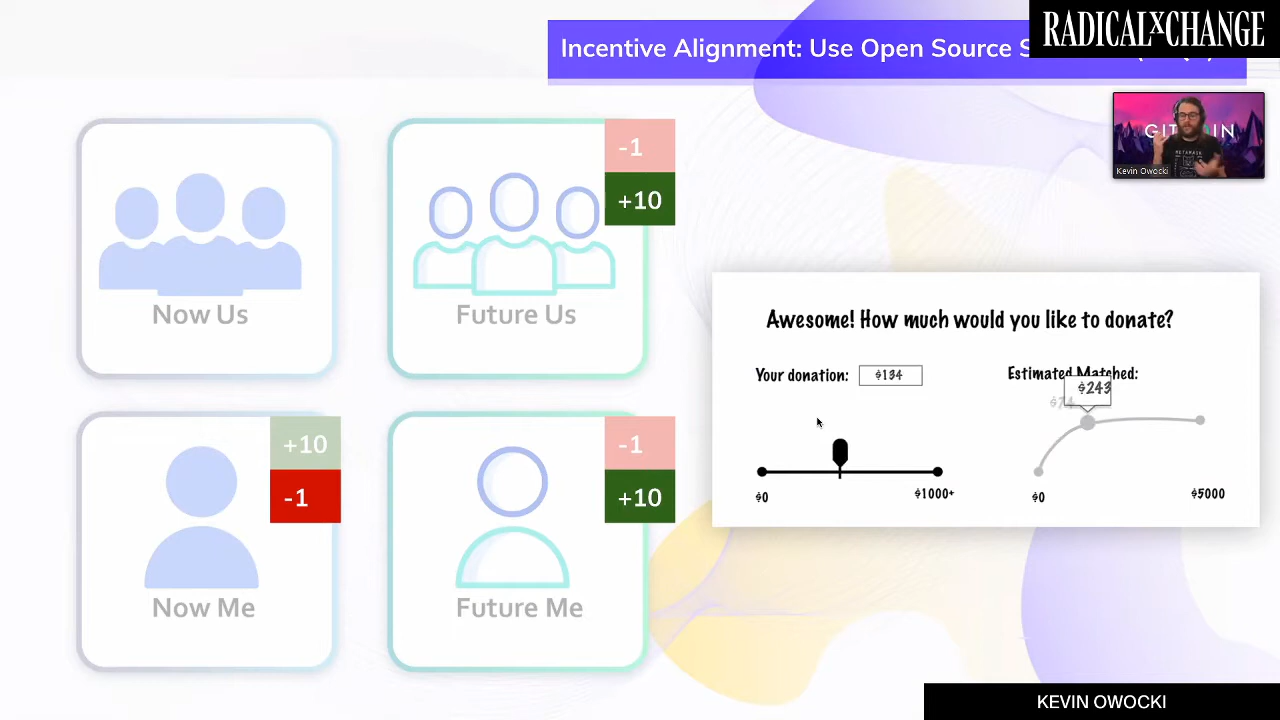 Incentive Alignment: Use Open Source
RADICALXCHANGE
GITCOIN
METAMASK
Kevin Owocki
-1
+10
Now Us
Future Us
Awesome! How much would you like to donate?
Your donation:
$134
Estimated Matched:
$243
$0
$1000+
$0
$5000
+10
-1
-1
+10
Now Me
Future Me
KEVIN OWOCKI